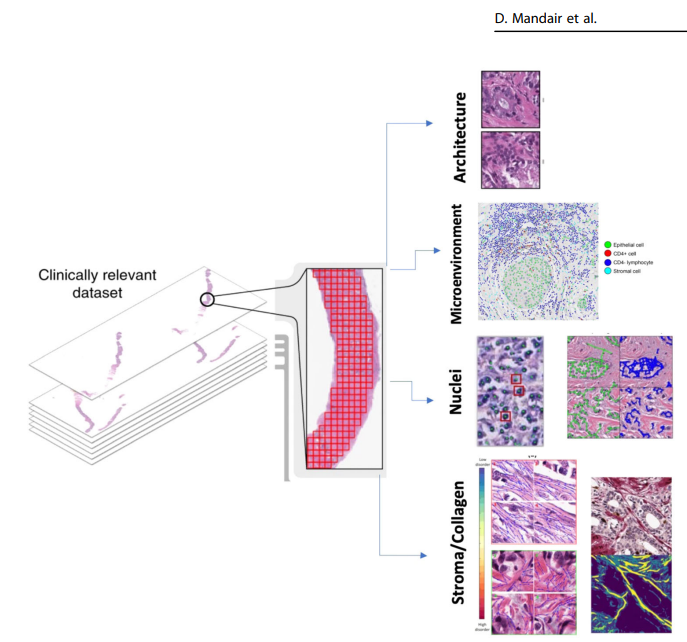 D. Mandair et al.
Architecture
Microenvironment
Epithelial cell
CD4+ cell
CD4- lymphocyte
Stromal cell
Clinically relevant
dataset
Nuclei
Stroma/Collagen
Low
disorder
High
disorder